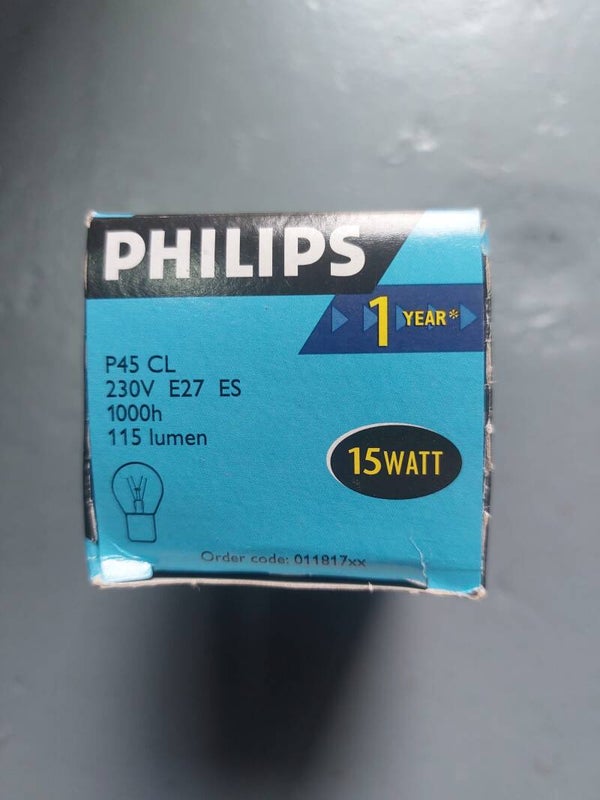 PHILIPS
1 YEAR*
P45 CL
230V E27 ES
1000h
115 lumen
15WATT
Order code: 011817xx